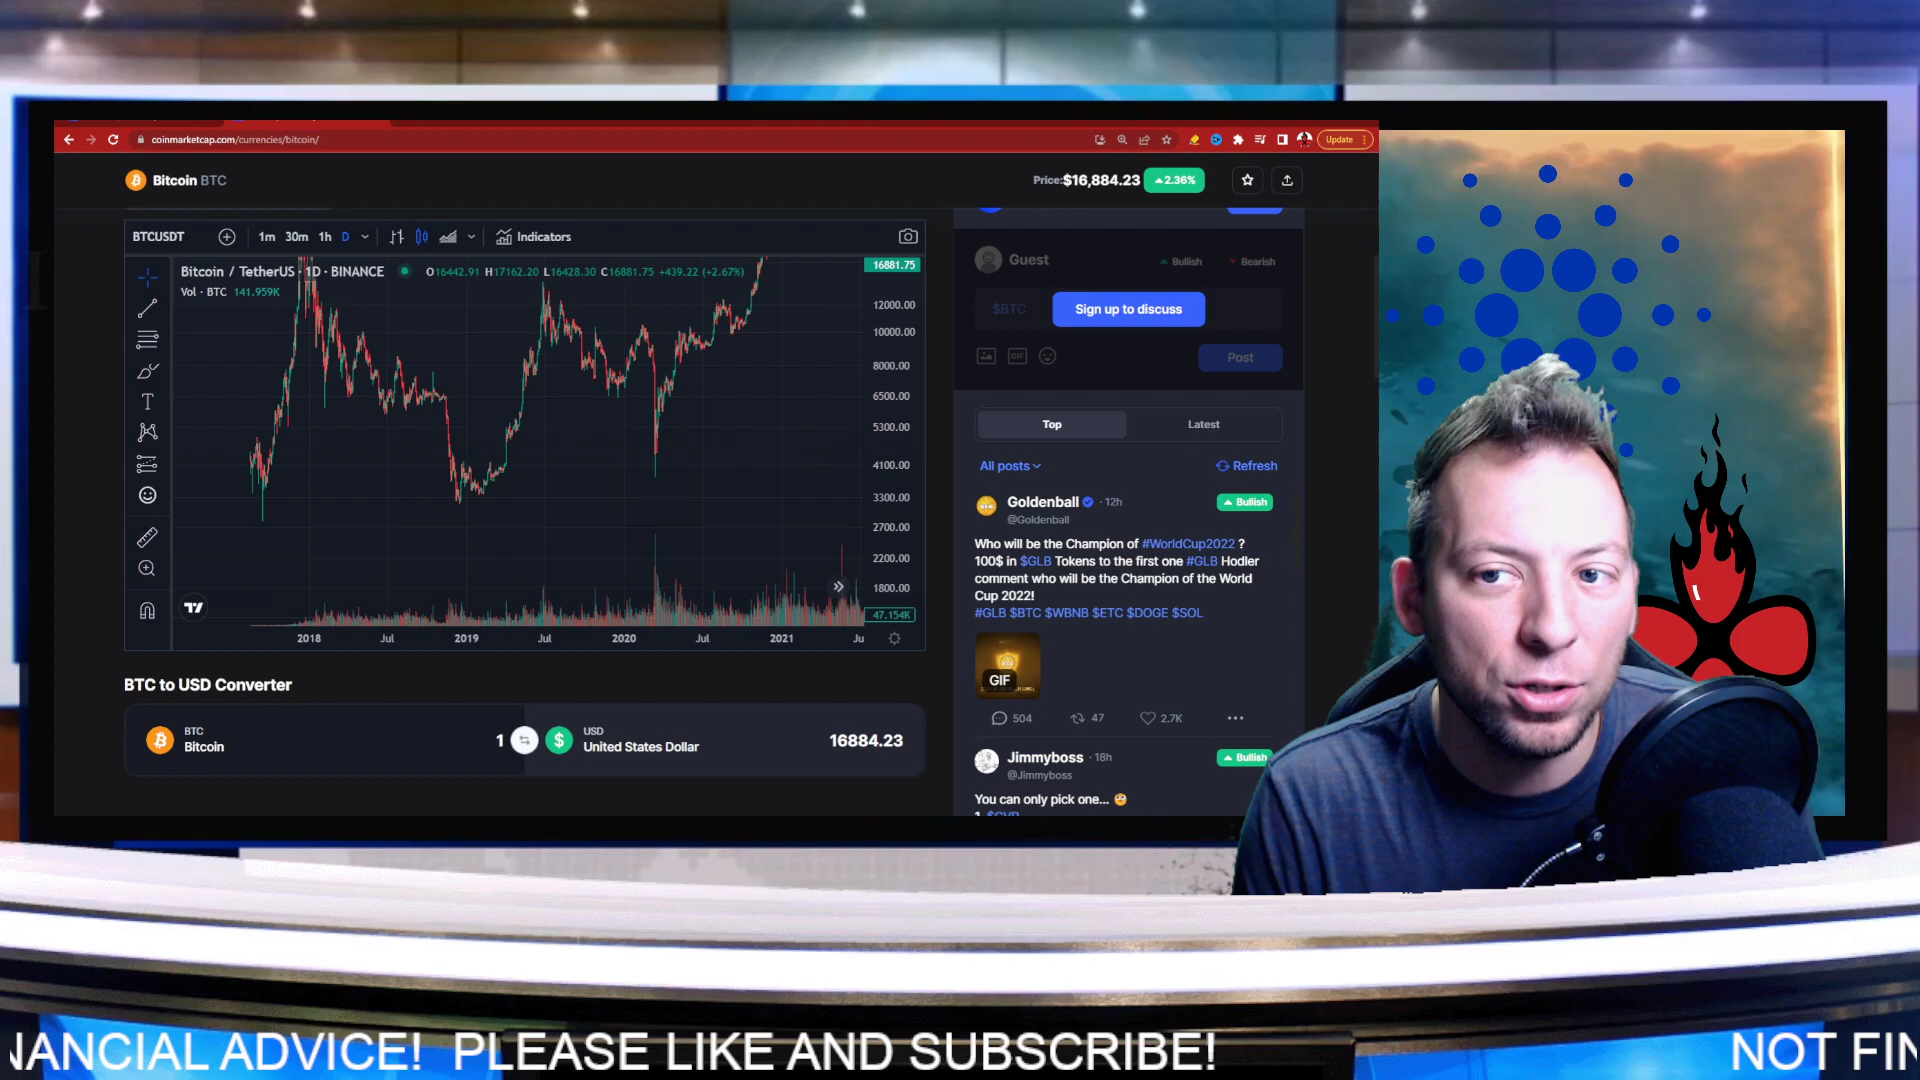 coinmarketcap.com/currencies/bitcoin/
Update
Bitcoin BTC
Price:$16,884.23
2.36%
BTCUSDT
1m 30m 1h D
Indicators
Bitcoin / TetherUS · 1D · BINANCE
O16442.91 H17162.20 L16428.30 C16881.75 +439.22 (+2.67%)
Vol · BTC 141.959K
16881.75
12000.00
10000.00
8000.00
6500.00
5300.00
4100.00
3300.00
2700.00
2200.00
1800.00
47.154K
2018 Jul 2019 Jul 2020 Jul 2021 Ju
BTC to USD Converter
BTC
Bitcoin
1
USD
United States Dollar
16884.23
Guest
Bullish
Bearish
$BTC
Sign up to discuss
GIF
Post
Top
Latest
All posts
Refresh
Goldenball · 12h
Bullish
@Goldenball
Who will be the Champion of #WorldCup2022 ?
100$ in $GLB Tokens to the first one #GLB Hodler
comment who will be the Champion of the World
Cup 2022!
#GLB $BTC $WBNB $ETC $DOGE $SOL
GIF
504 47 2.7K
Jimmyboss · 18h
Bullish
@Jimmyboss
You can only pick one... 
NANCIAL ADVICE! PLEASE LIKE AND SUBSCRIBE!
NOT FIN